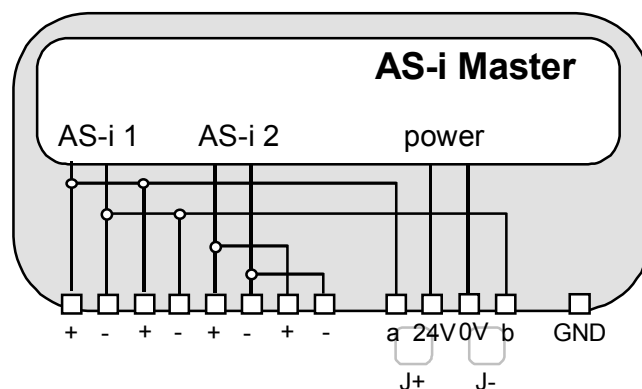 AS-i Master
AS-i 1 AS-i 2 power
+ - + - + - + - a 24V 0V b GND
J+ J-